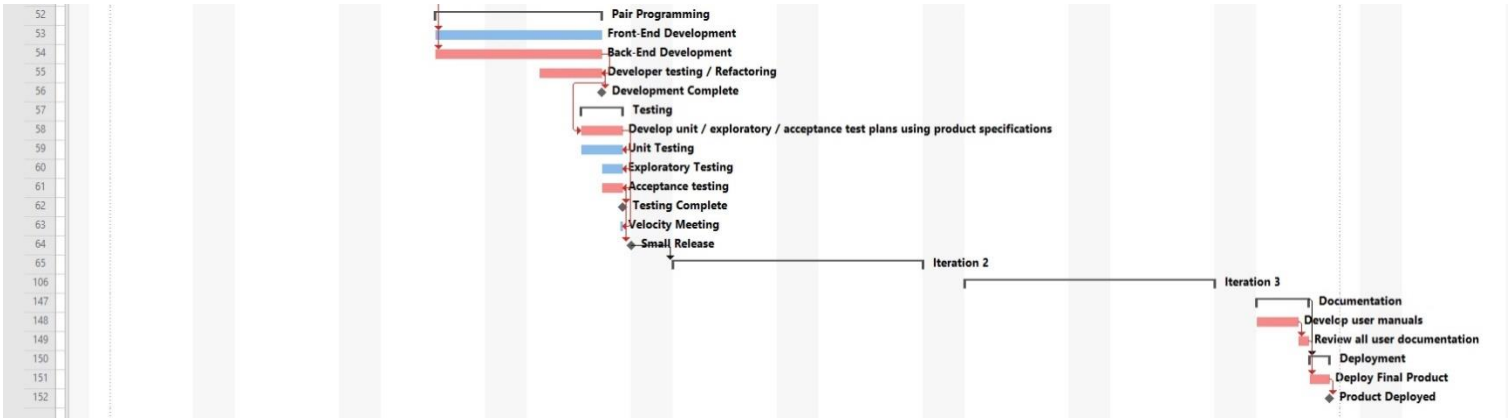 52 Pair Programming
53 Front-End Development
54 Back-End Development
55 Developer testing / Refactoring
56 Development Complete
57 Testing
58 Develop unit / exploratory / acceptance test plans using product specifications
59 Unit Testing
60 Exploratory Testing
61 Acceptance testing
62 Testing Complete
63 Velocity Meeting
64 Small Release
65 Iteration 2
106 Iteration 3
147 Documentation
148 Develop user manuals
149 Review all user documentation
150 Deployment
151 Deploy Final Product
152 Product Deployed